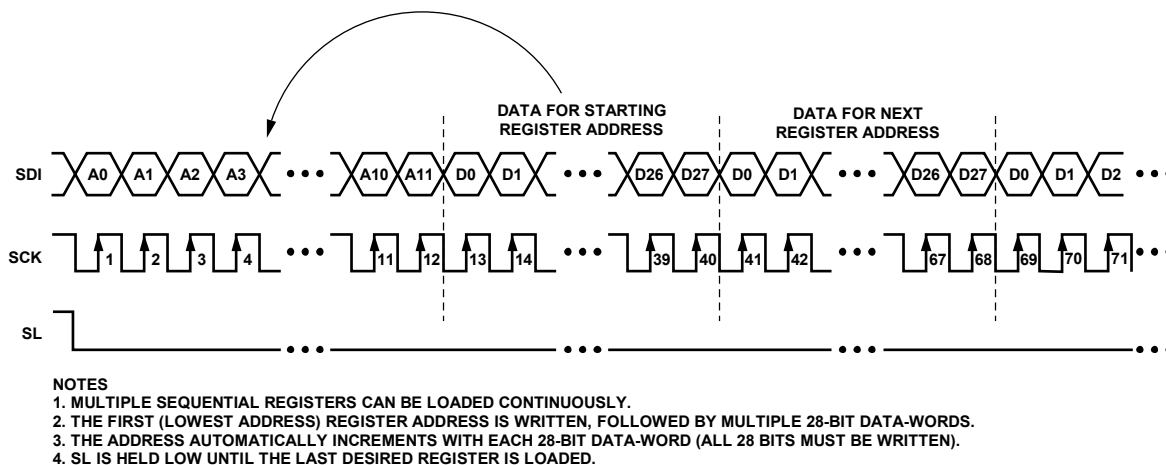 DATA FOR STARTING
REGISTER ADDRESS
DATA FOR NEXT
REGISTER ADDRESS
SDI A0 A1 A2 A3 ••• A10 A11 D0 D1 ••• D26 D27 D0 D1 ••• D26 D27 D0 D1 D2 •••
SCK 1 2 3 4 ••• 11 12 13 14 ••• 39 40 41 42 ••• 67 68 69 70 71 •••
SL ••• ••• ••• •••
NOTES
1. MULTIPLE SEQUENTIAL REGISTERS CAN BE LOADED CONTINUOUSLY.
2. THE FIRST (LOWEST ADDRESS) REGISTER ADDRESS IS WRITTEN, FOLLOWED BY MULTIPLE 28-BIT DATA-WORDS.
3. THE ADDRESS AUTOMATICALLY INCREMENTS WITH EACH 28-BIT DATA-WORD (ALL 28 BITS MUST BE WRITTEN).
4. SL IS HELD LOW UNTIL THE LAST DESIRED REGISTER IS LOADED.